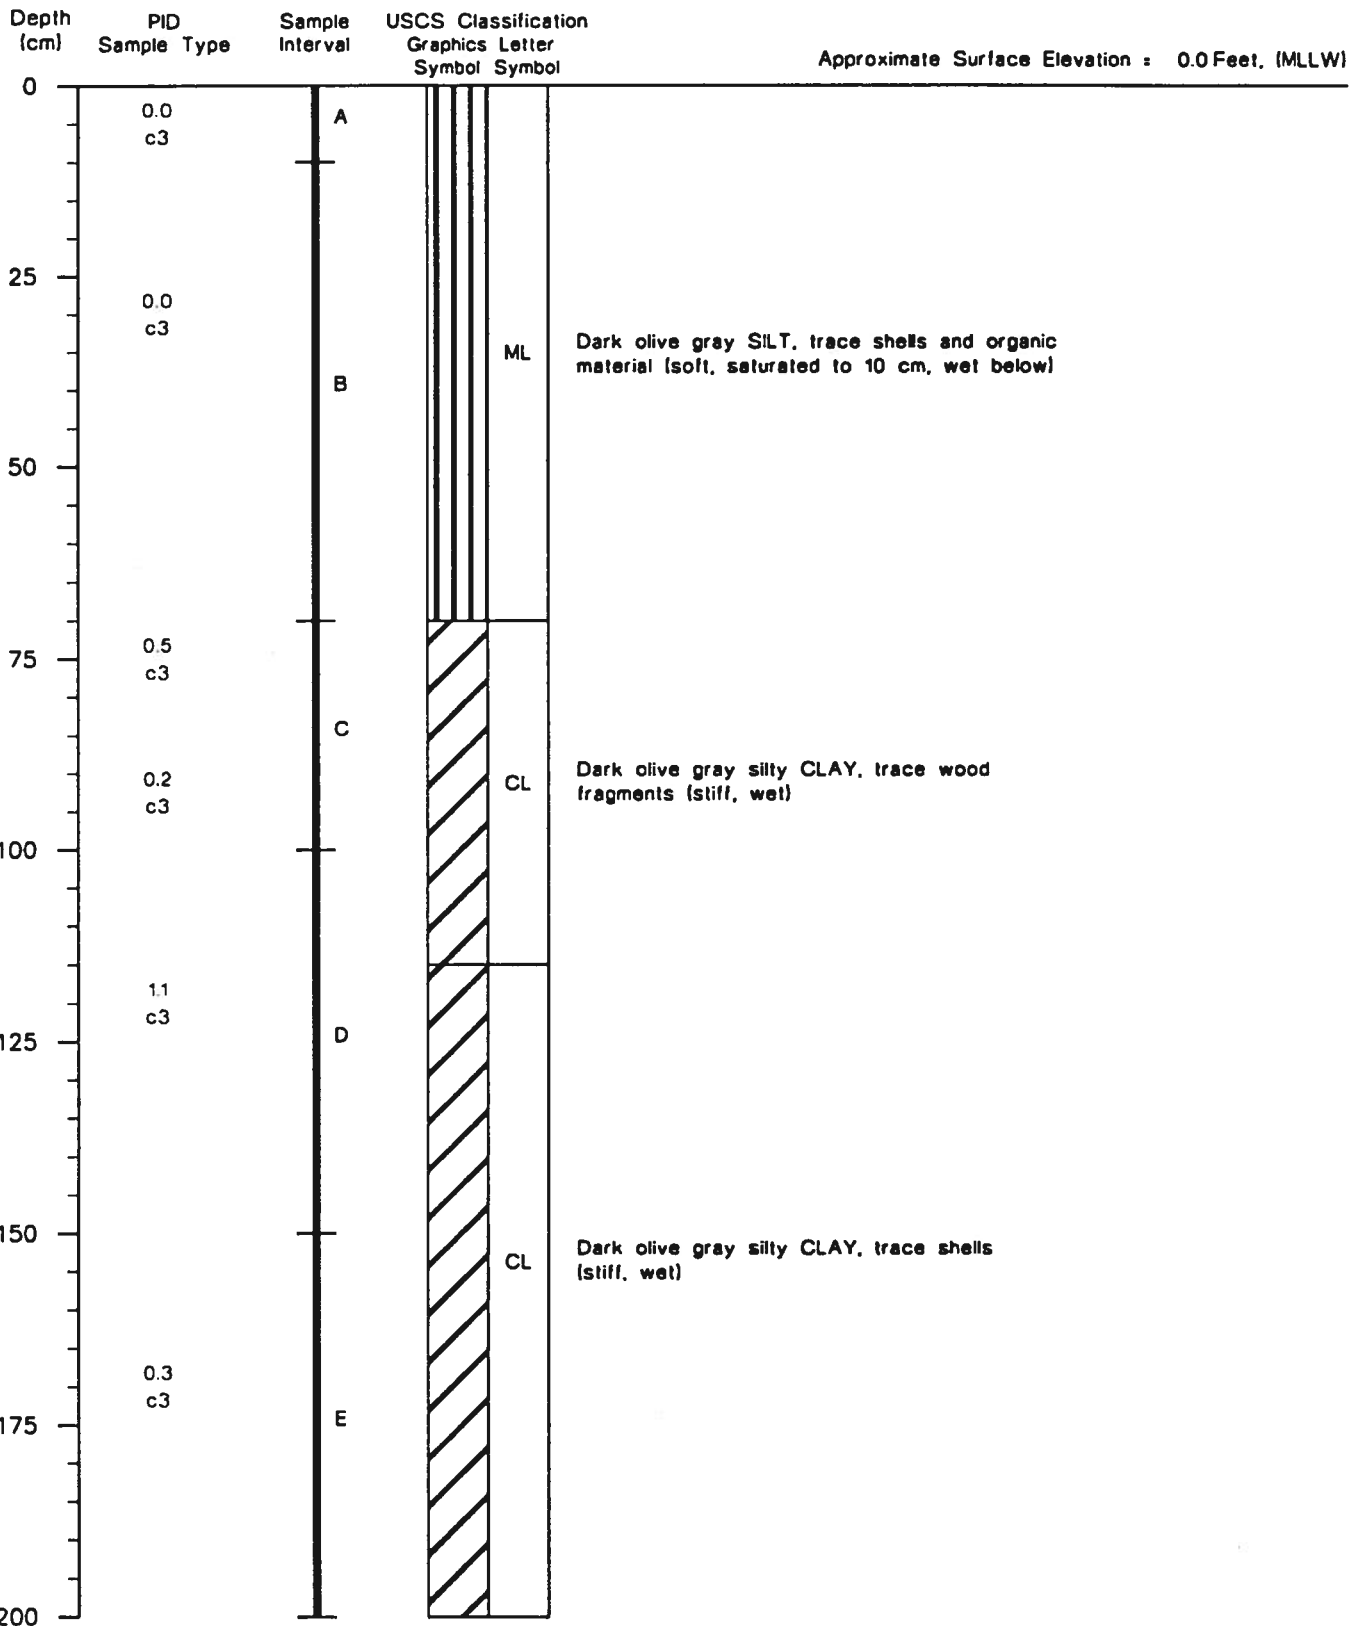 Depth
(cm)
PID
Sample Type
Sample
Interval
USCS Classification
Graphics Letter
Symbol Symbol
Approximate Surface Elevation : 0.0 Feet, (MLLW)
0
0.0
c3
A
25
0.0
c3
ML
Dark olive gray SILT, trace shells and organic
material (soft, saturated to 10 cm, wet below)
B
50
75
0.5
c3
C
0.2
c3
CL
Dark olive gray silty CLAY, trace wood
fragments (stiff, wet)
100
1.1
c3
125
D
150
CL
Dark olive gray silty CLAY, trace shells
(stiff, wet)
0.3
c3
175
E
200